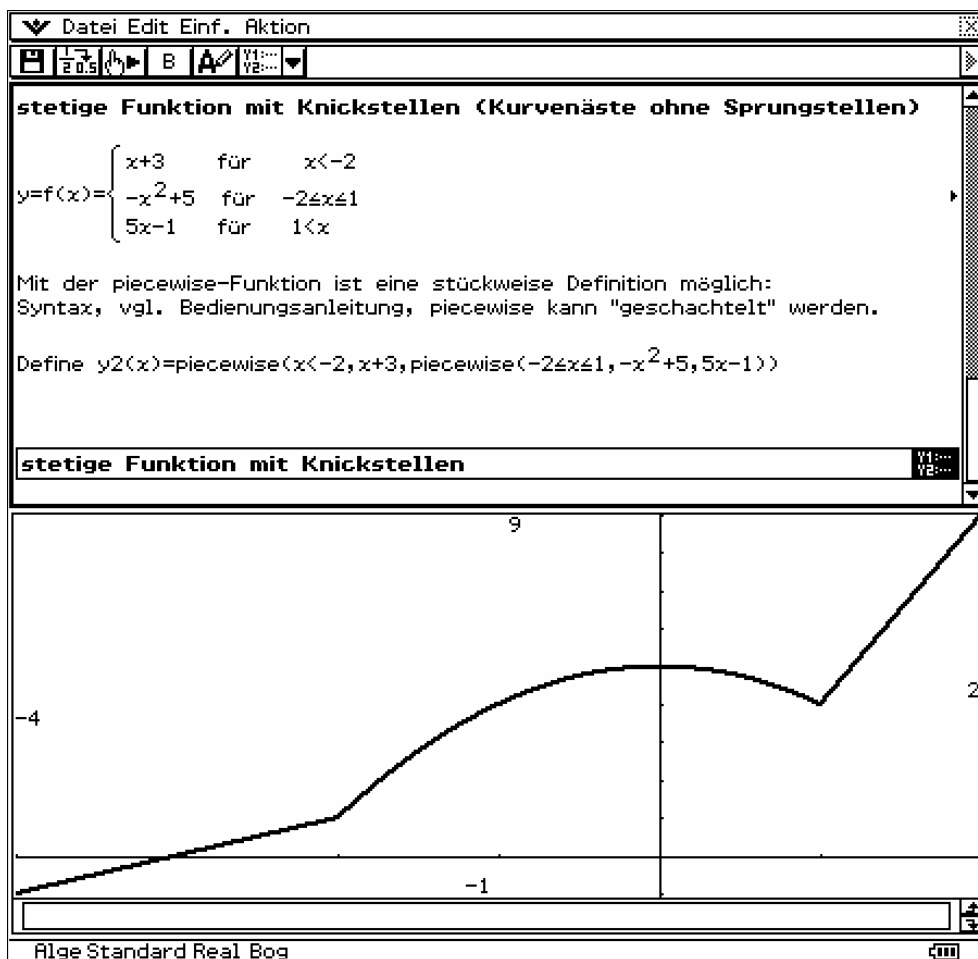 Datei Edit Einf. Aktion
B
stetige Funktion mit Knickstellen (Kurvenäste ohne Sprungstellen)
x+3 für x<-2
y=f(x)={ -x²+5 für -2≤x≤1
5x-1 für 1<x
Mit der piecewise-Funktion ist eine stückweise Definition möglich:
Syntax, vgl. Bedienungsanleitung, piecewise kann "geschachtelt" werden.
Define y2(x)=piecewise(x<-2,x+3,piecewise(-2≤x≤1,-x²+5,5x-1))
stetige Funktion mit Knickstellen Y1:... Y2:...
9
2
-4
-1
Alge Standard Real Bog